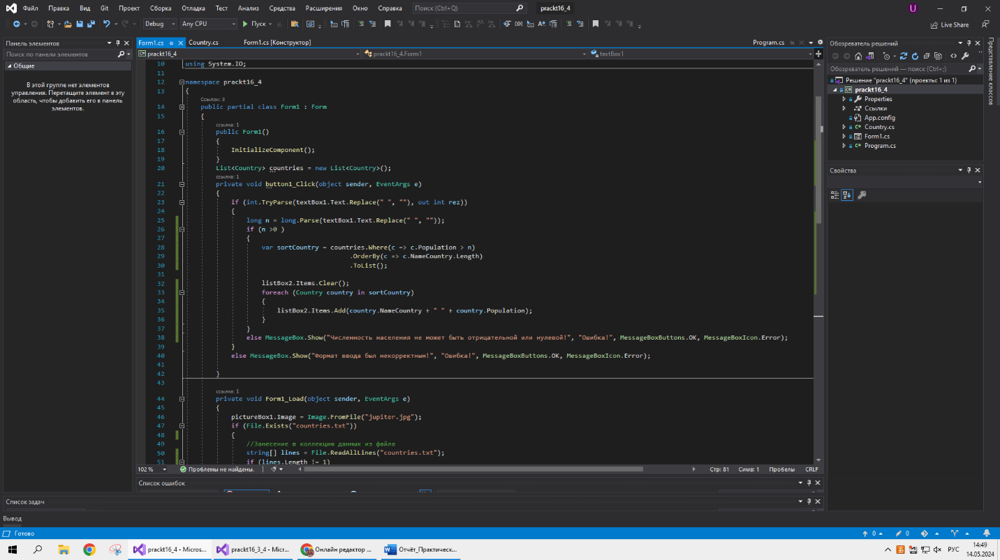 Файл Правка Вид Git Проект Сборка Отладка Тест Анализ Средства Расширения Окно Справка Поиск (Ctrl+Q) prackt16_4 U
Debug Any CPU Пуск Live Share
Панель элементов
Поиск по панели элементов
Общие
В этой группе нет элементов
управления. Перетащите элемент в эту
область, чтобы добавить его в панель
элементов.
Form1.cs Country.cs Form1.cs [Конструктор] Program.cs
prackt16_4 prackt16_4.Form1 textBox1
10 using System.IO;
11
12 namespace prackt16_4
13 {
Ссылок: 3
14 public partial class Form1 : Form
15 {
ссылка: 1
16 public Form1()
17 {
18 InitializeComponent();
19 }
20 List<Country> countries = new List<Country>();
ссылка: 1
21 private void button1_Click(object sender, EventArgs e)
22 {
23 if (int.TryParse(textBox1.Text.Replace(" ", ""), out int rez))
24 {
25 long n = long.Parse(textBox1.Text.Replace(" ", ""));
26 if (n >0 )
27 {
28 var sortCountry = countries.Where(c => c.Population > n)
29 .OrderBy(c => c.NameCountry.Length)
30 .ToList();
31
32 listBox2.Items.Clear();
33 foreach (Country country in sortCountry)
34 {
35 listBox2.Items.Add(country.NameCountry + " " + country.Population);
36 }
37 }
38 else MessageBox.Show("Численность населения не может быть отрицательной или нулевой!", "Ошибка!", MessageBoxButtons.OK, MessageBoxIcon.Error);
39 }
40 else MessageBox.Show("Формат ввода был некорректным!", "Ошибка!", MessageBoxButtons.OK, MessageBoxIcon.Error);
41
42 }
43
ссылка: 1
44 private void Form1_Load(object sender, EventArgs e)
45 {
46 pictureBox1.Image = Image.FromFile("jupiter.jpg");
47 if (File.Exists("countries.txt"))
48 {
49 //Занесение в коллекцию данных из файла
50 string[] lines = File.ReadAllLines("countries.txt");
51 if (lines.Length != 1)
102 % Проблемы не найдены. Стр: 81 Симв: 1 Пробелы CRLF
Список ошибок
Список задач
Вывод
Обозреватель решений
Обозреватель решений — поиск (Ctrl+;)
Решение "prackt16_4" (проекты: 1 из 1)
prackt16_4
Properties
Ссылки
App.config
Country.cs
Form1.cs
Program.cs
Свойства
Представление классов
Готово 0 0
prackt16_4 - Micros... prackt16_3_4 - Micr... Онлайн редактор ... Отчёт_Практическ... РУС 14:49
14.05.2024